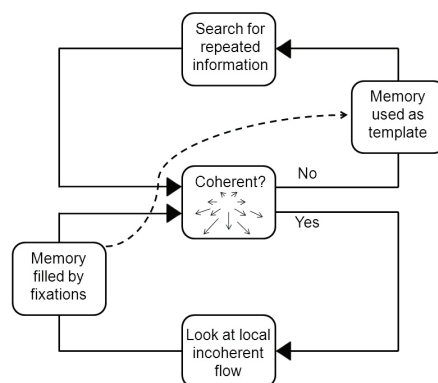 Search for
repeated
information
Memory
used as
template
Coherent?
No
Yes
Memory
filled by
fixations
Look at local
incoherent
flow